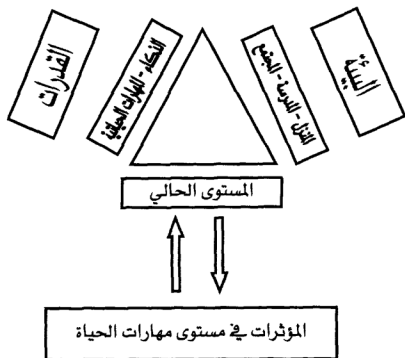 البيئة
المنزل - المدرسة - المجتمع
الذكاء - المهارات الحياتية
القدرات
المستوى الحالي
المؤثرات في مستوى مهارات الحياة